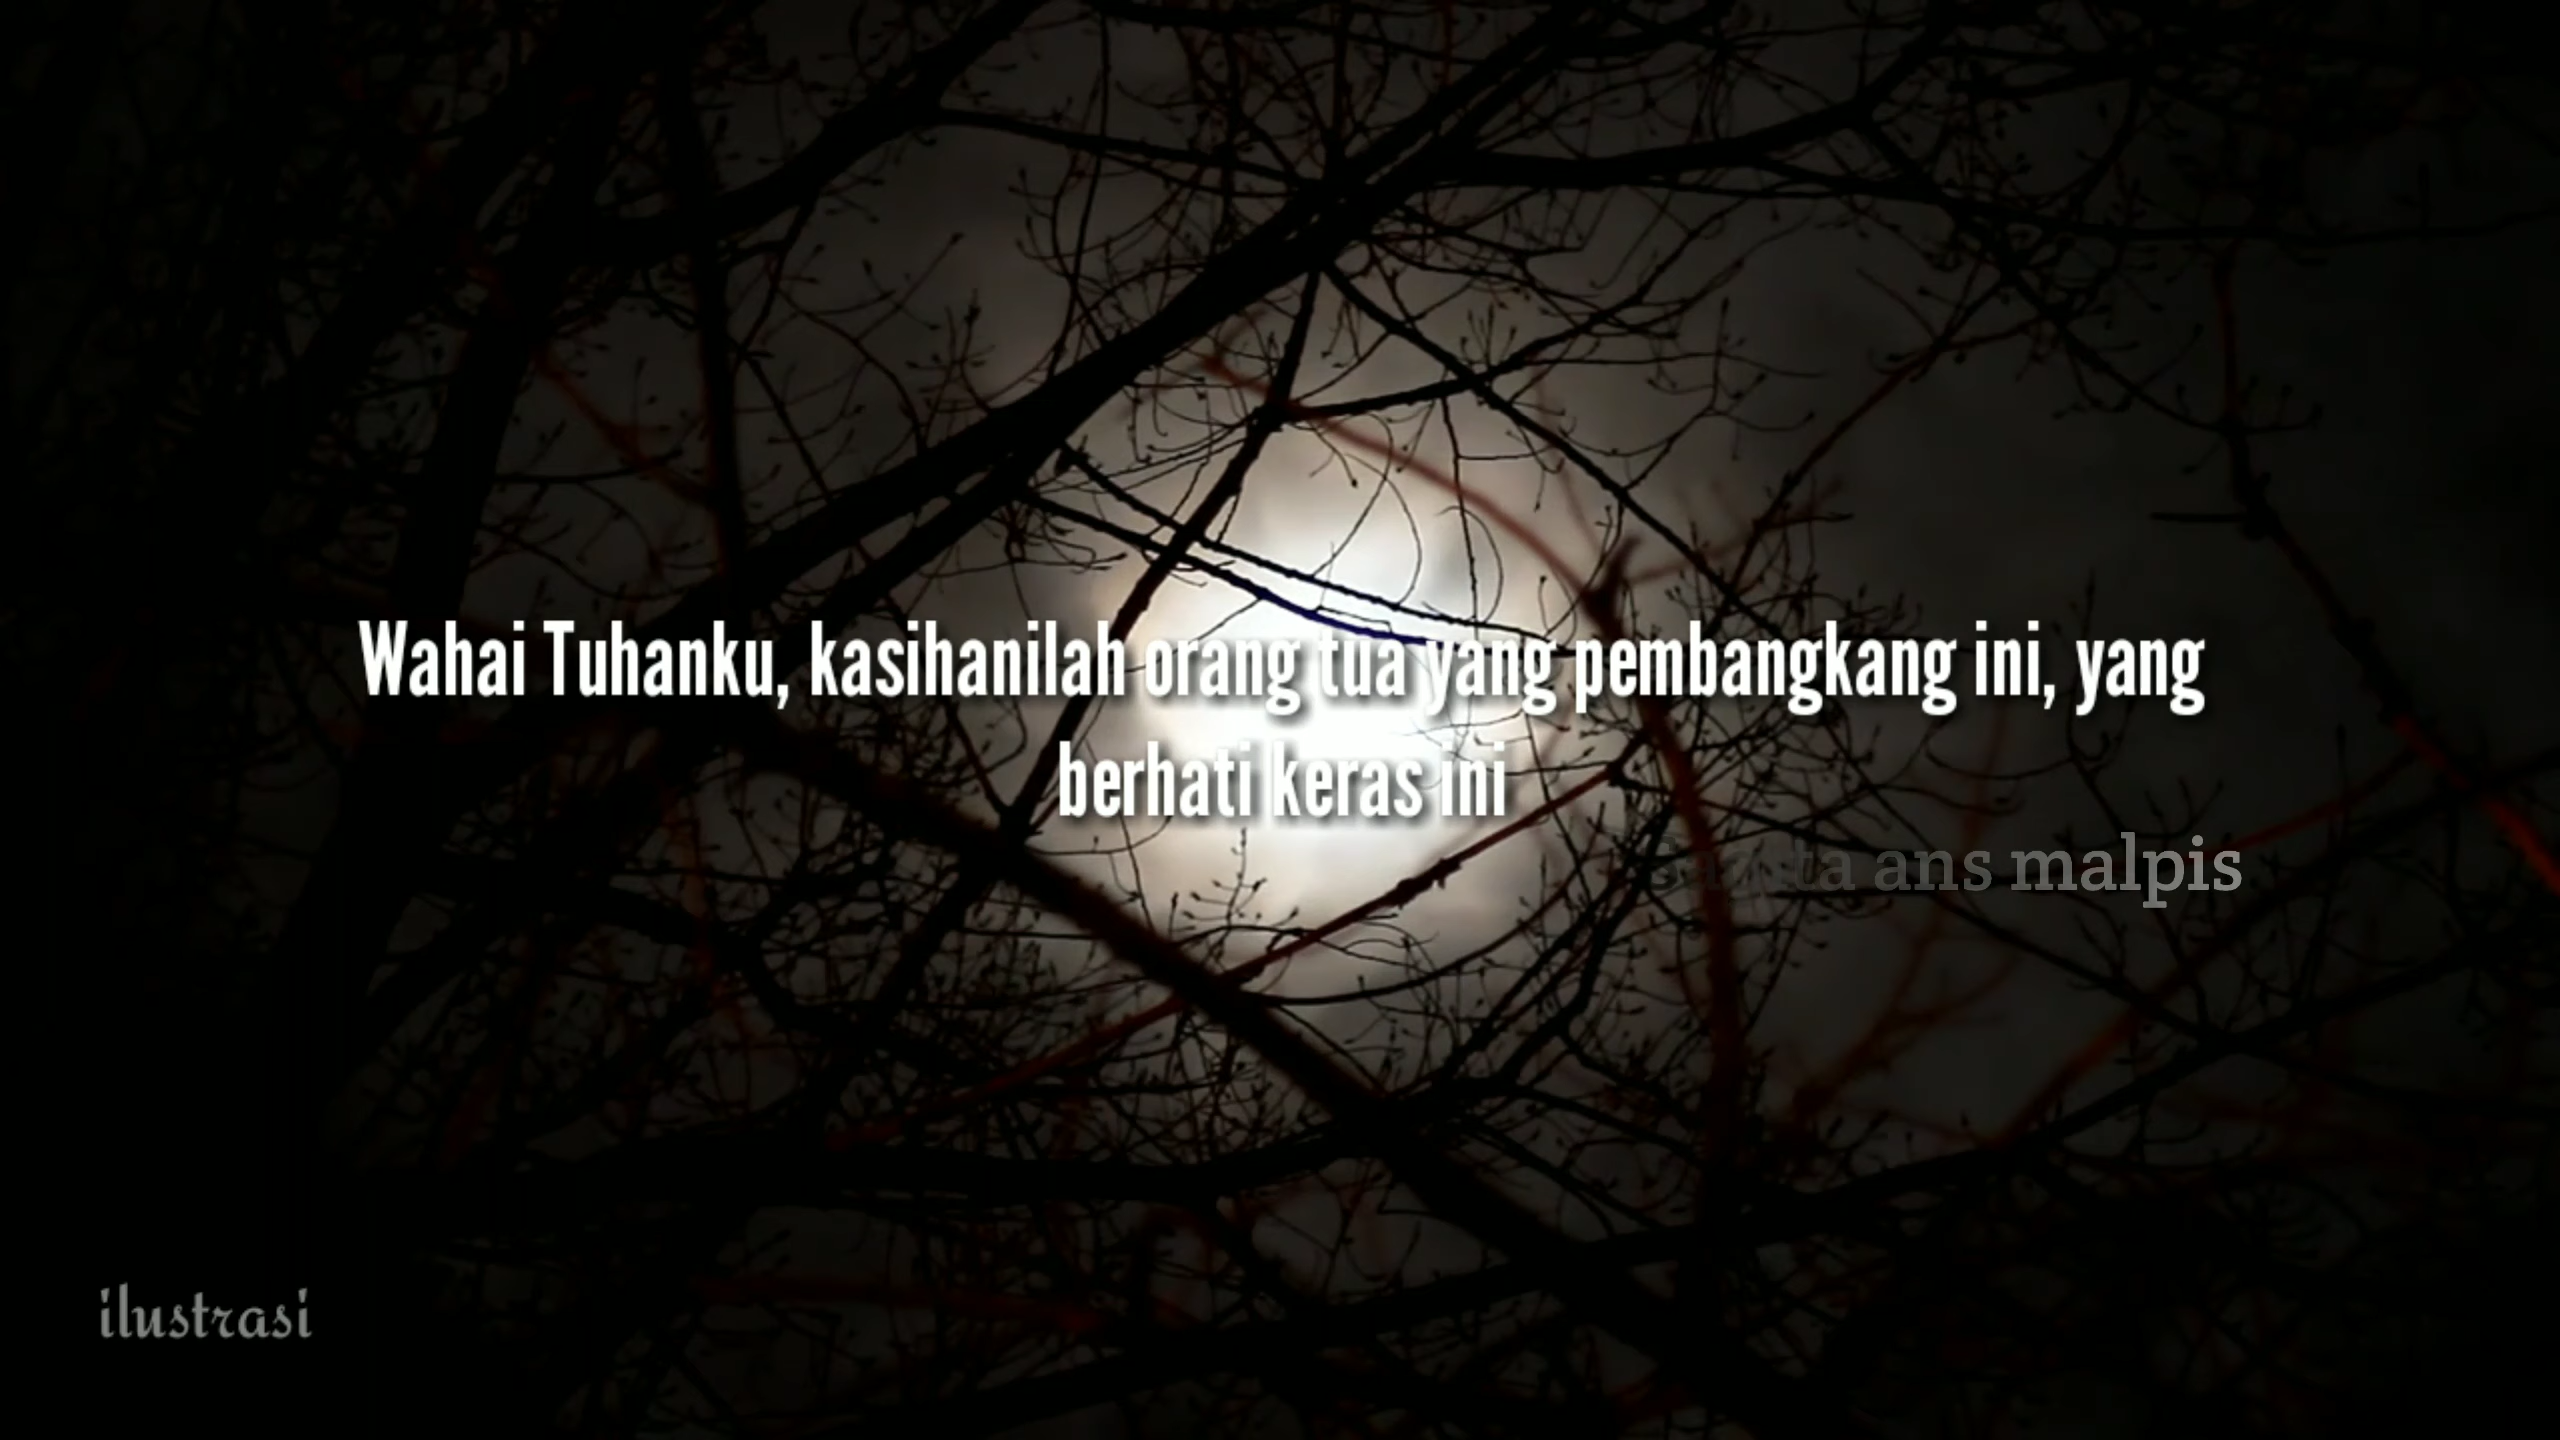 Wahai Tuhanku, kasihanilah orang tua yang pembangkang ini, yang
berhati keras ini
ans malpis
ilustrasi